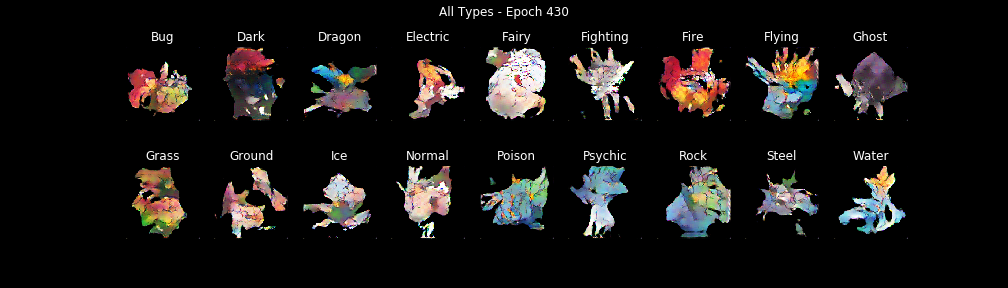 All Types - Epoch 430
Bug Dark Dragon Electric Fairy Fighting Fire Flying Ghost
Grass Ground Ice Normal Poison Psychic Rock Steel Water